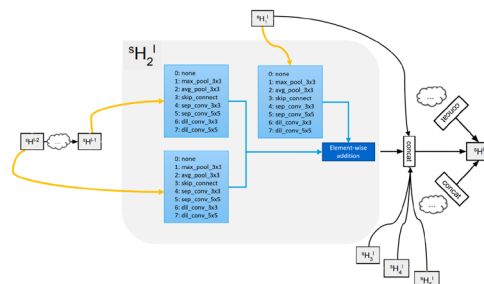 sH1l
sH2l
0: none
1: max_pool_3x3
2: avg_pool_3x3
3: skip_connect
4: sep_conv_3x3
5: sep_conv_5x5
6: dil_conv_3x3
7: dil_conv_5x5
0: none
1: max_pool_3x3
2: avg_pool_3x3
3: skip_connect
4: sep_conv_3x3
5: sep_conv_5x5
6: dil_conv_3x3
7: dil_conv_5x5
sHl-2
...
sHl-1
0: none
1: max_pool_3x3
2: avg_pool_3x3
3: skip_connect
4: sep_conv_3x3
5: sep_conv_5x5
6: dil_conv_3x3
7: dil_conv_5x5
Element-wise
addition
concat
...
concat
sHl
concat
...
sH3l
sH4l